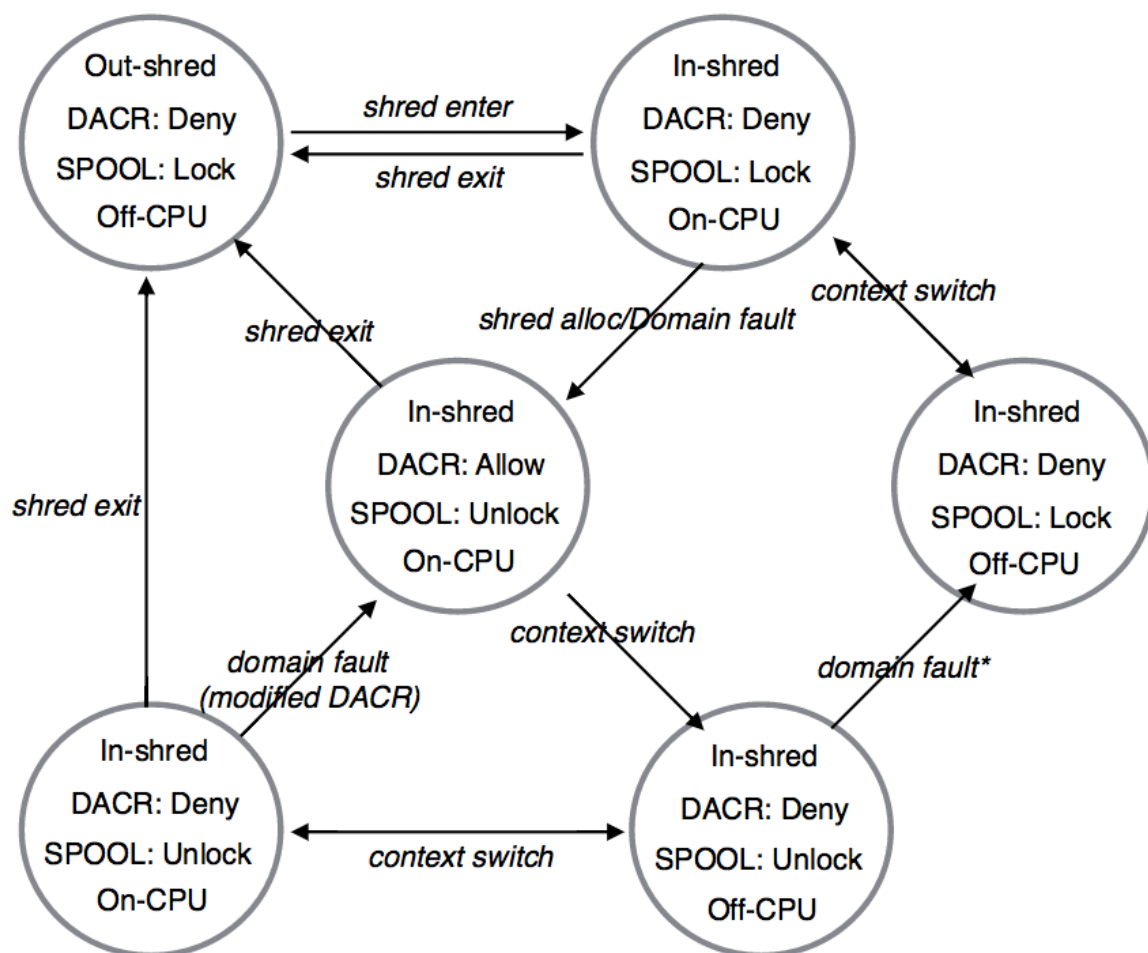 Out-shred
DACR: Deny
SPOOL: Lock
Off-CPU
shred enter
shred exit
In-shred
DACR: Deny
SPOOL: Lock
On-CPU
context switch
shred alloc/Domain fault
shred exit
In-shred
DACR: Allow
SPOOL: Unlock
On-CPU
In-shred
DACR: Deny
SPOOL: Lock
Off-CPU
shred exit
context switch
domain fault
(modified DACR)
domain fault*
In-shred
DACR: Deny
SPOOL: Unlock
On-CPU
context switch
In-shred
DACR: Deny
SPOOL: Unlock
Off-CPU